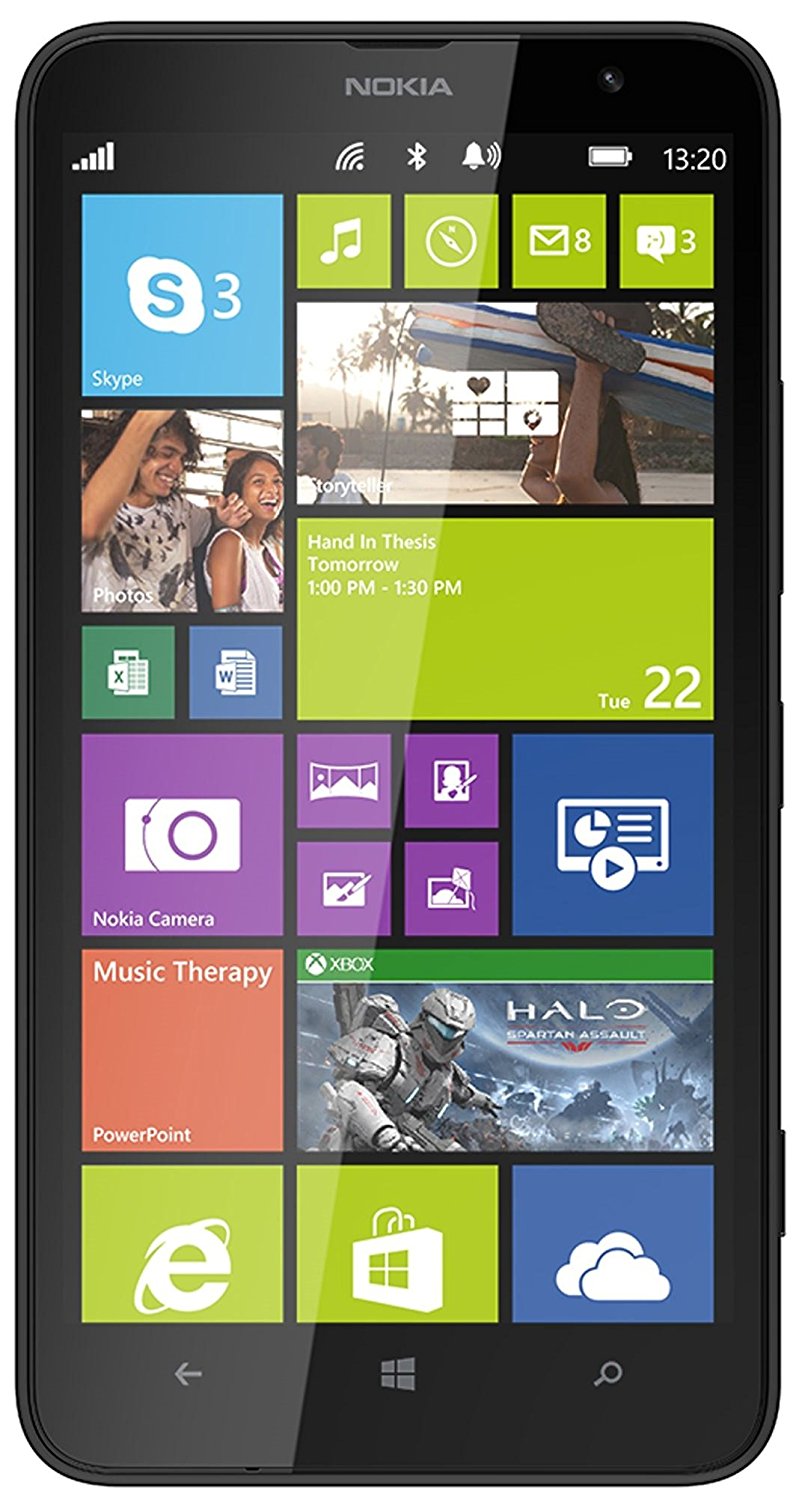 NOKIA
13:20
3
Skype
8
3
Storyteller
Photos
Hand In Thesis
Tomorrow
1:00 PM - 1:30 PM
Tue 22
X
W
Nokia Camera
Music Therapy
PowerPoint
XBOX
HALO
SPARTAN ASSAULT